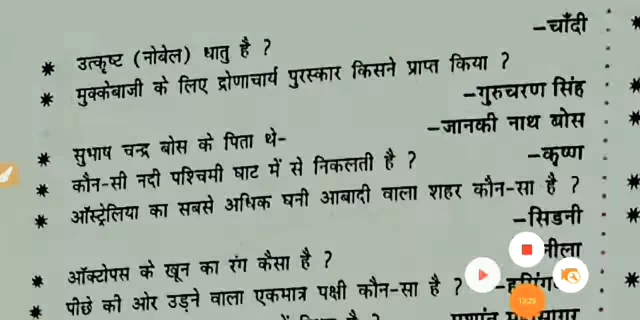 –चाँदी
* उत्कृष्ट (नोबेल) धातु है ?
* मुक्केबाजी के लिए द्रोणाचार्य पुरस्कार किसने प्राप्त किया ?
–गुरुचरण सिंह
* सुभाष चन्द्र बोस के पिता थे- –जानकी नाथ बोस
* कौन-सी नदी पश्चिमी घाट में से निकलती है ? –कृष्ण
* ऑस्ट्रेलिया का सबसे अधिक घनी आबादी वाला शहर कौन-सा है ?
–सिडनी
* ऑक्टोपस के खून का रंग कैसा है ? नीला
* पीछे की ओर उड़ने वाला एकमात्र पक्षी कौन-सा है ?